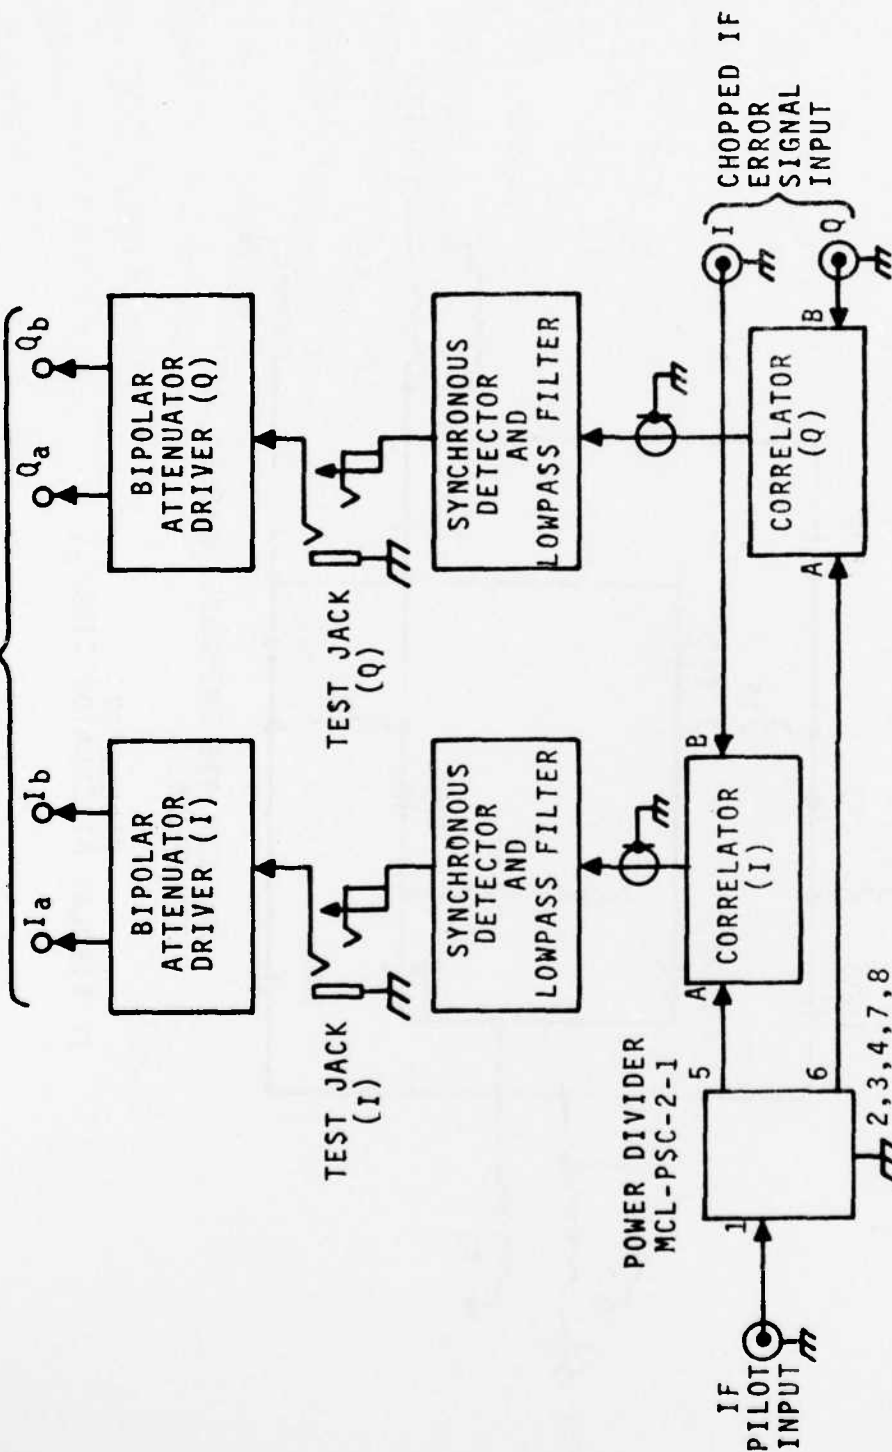 Ia
Ib
Qa
Qb
BIPOLAR
ATTENUATOR
DRIVER (I)
BIPOLAR
ATTENUATOR
DRIVER (Q)
TEST JACK
(I)
TEST JACK
(Q)
SYNCHRONOUS
DETECTOR
AND
LOWPASS FILTER
SYNCHRONOUS
DETECTOR
AND
LOWPASS FILTER
POWER DIVIDER
MCL-PSC-2-1
1
5
6
2,3,4,7,8
A
B
CORRELATOR
(I)
A
B
CORRELATOR
(Q)
I
Q
CHOPPED IF
ERROR
SIGNAL
INPUT
IF
PILOT
INPUT